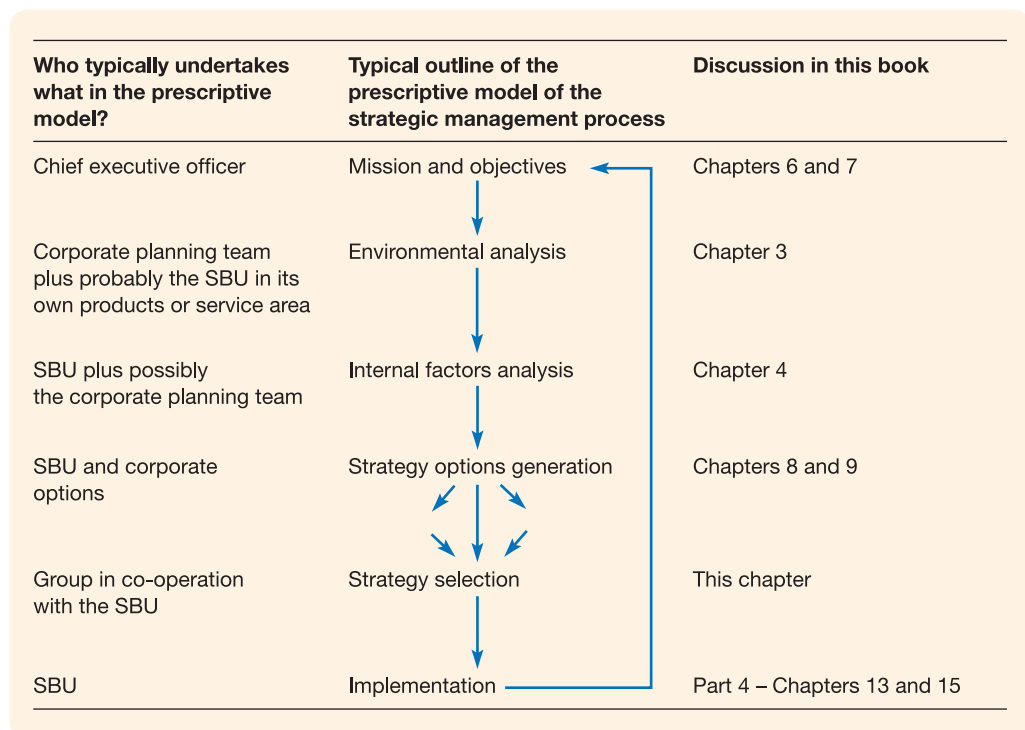 Who typically undertakes
what in the prescriptive
model?
Typical outline of the
prescriptive model of the
strategic management process
Discussion in this book
Chief executive officer
Mission and objectives
Chapters 6 and 7
Corporate planning team
plus probably the SBU in its
own products or service area
Environmental analysis
Chapter 3
SBU plus possibly
the corporate planning team
Internal factors analysis
Chapter 4
SBU and corporate
options
Strategy options generation
Chapters 8 and 9
Group in co-operation
with the SBU
Strategy selection
This chapter
SBU
Implementation
Part 4 – Chapters 13 and 15